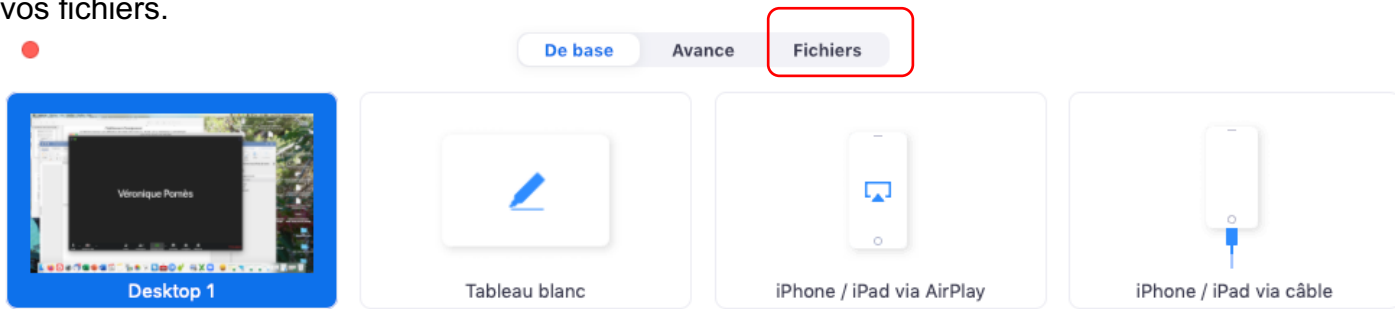 vos fichiers.
De base Avance Fichiers
Véronique Pornès
Desktop 1 Tableau blanc iPhone / iPad via AirPlay iPhone / iPad via câble